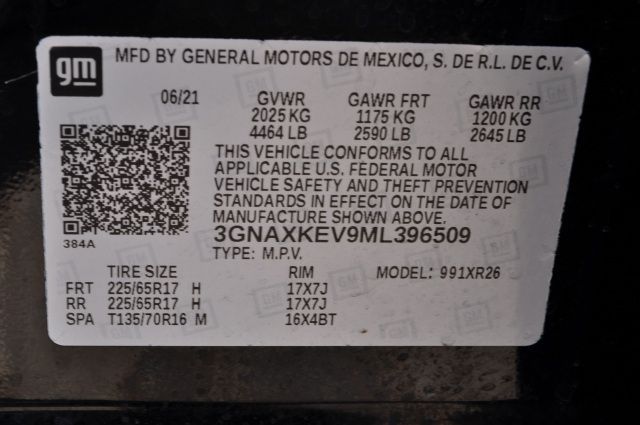 gm
MFD BY GENERAL MOTORS DE MEXICO, S. DE R.L. DE C.V.
06/21 GVWR GAWR FRT GAWR RR
2025 KG 1175 KG 1200 KG
4464 LB 2590 LB 2645 LB
THIS VEHICLE CONFORMS TO ALL
APPLICABLE U.S. FEDERAL MOTOR
VEHICLE SAFETY AND THEFT PREVENTION
STANDARDS IN EFFECT ON THE DATE OF
MANUFACTURE SHOWN ABOVE.
384A
3GNAXKEV9ML396509
TYPE: M.P.V.
TIRE SIZE RIM MODEL: 991XR26
FRT 225/65R17 H 17X7J
RR 225/65R17 H 17X7J
SPA T135/70R16 M 16X4BT